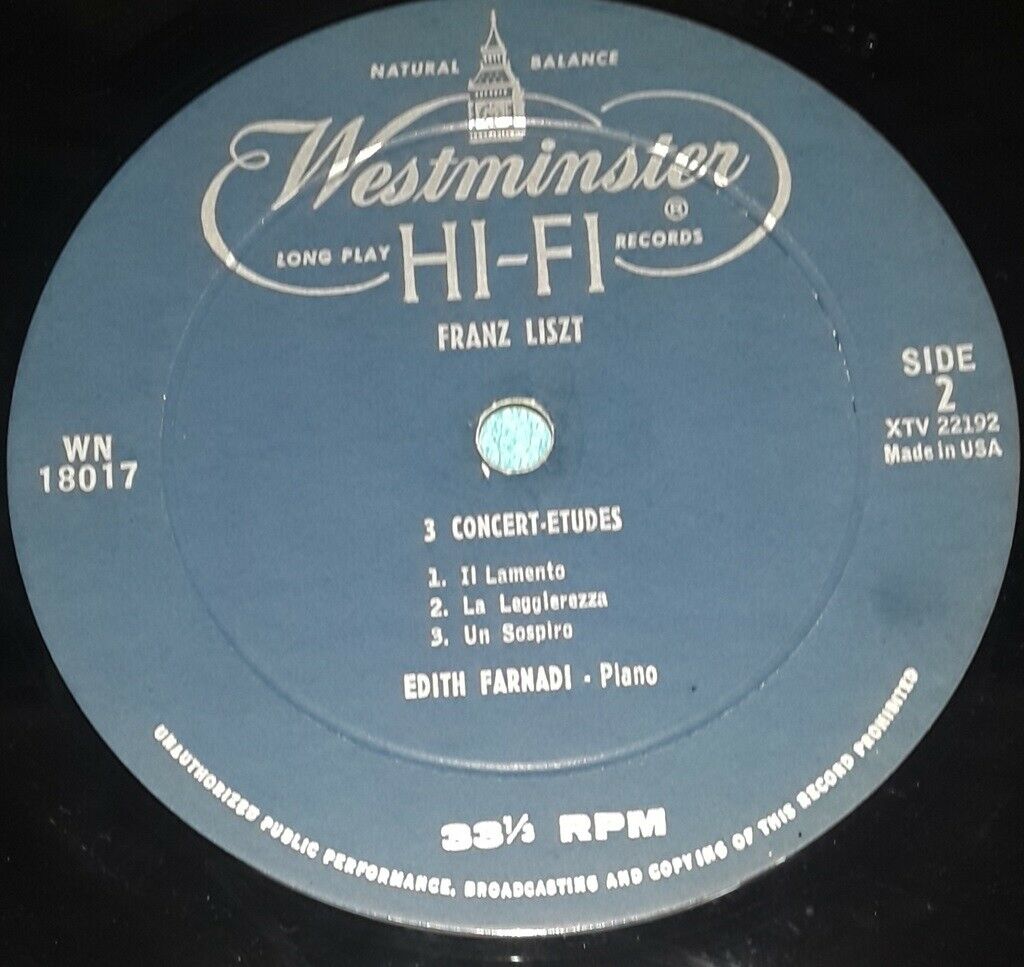 NATURAL BALANCE
Westminster ®
LONG PLAY HI-FI RECORDS
FRANZ LISZT
SIDE
2
XTV 22192
Made in USA
WN
18017
3 CONCERT-ETUDES
1. Il Lamento
2. La Leggierezza
3. Un Sospiro
EDITH FARNADI - Piano
33⅓ RPM
UNAUTHORIZED PUBLIC PERFORMANCE, BROADCASTING AND COPYING OF THIS RECORD PROHIBITED